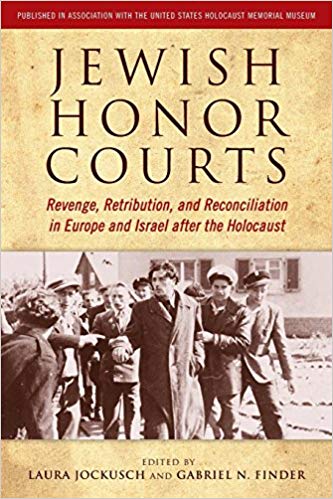 PUBLISHED IN ASSOCIATION WITH THE UNITED STATES HOLOCAUST MEMORIAL MUSEUM
JEWISH
HONOR
COURTS
Revenge, Retribution, and Reconciliation
in Europe and Israel after the Holocaust
EDITED BY
LAURA JOCKUSCH AND GABRIEL N. FINDER